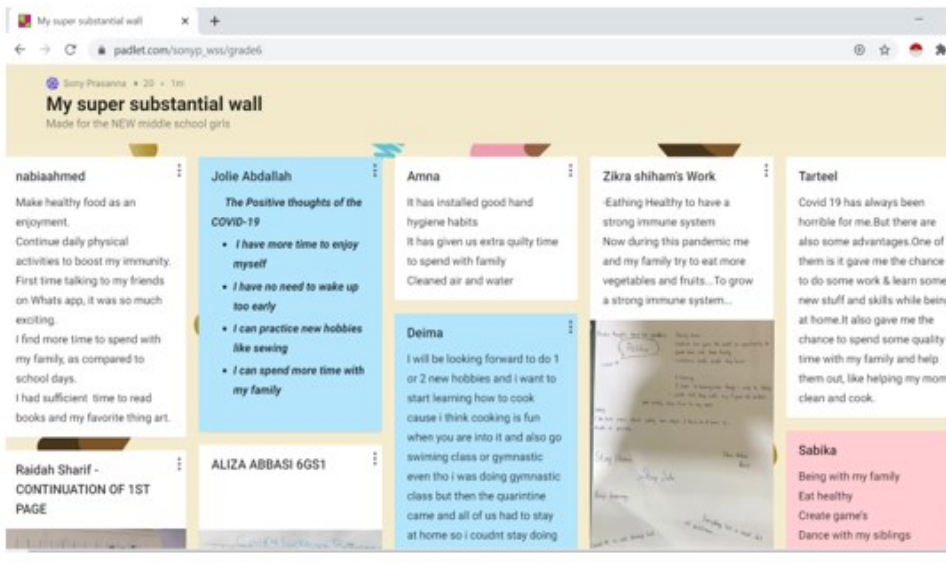 My super substantial wall
padlet.com/sonyp_wss/grade6
Sony Prasanna • 20 • 1m
My super substantial wall
Made for the NEW middle school girls
nabiaahmed
Make healthy food as an
enjoyment.
Continue daily physical
activities to boost my immunity.
First time talking to my friends
on Whats app, it was so much
exciting.
I find more time to spend with
my family, as compared to
school days.
I had sufficient time to read
books and my favorite thing art.
Raidah Sharif -
CONTINUATION OF 1ST
PAGE
Jolie Abdallah
The Positive thoughts of the
COVID-19
• I have more time to enjoy
myself
• I have no need to wake up
too early
• I can practice new hobbies
like sewing
• I can spend more time with
my family
ALIZA ABBASI 6GS1
Amna
It has installed good hand
hygiene habits
It has given us extra quilty time
to spend with family
Cleaned air and water
Deima
I will be looking forward to do 1
or 2 new hobbies and i want to
start learning how to cook
cause i think cooking is fun
when you are into it and also go
swiming class or gymnastic
even tho i was doing gymnastic
class but then the quarintine
came and all of us had to stay
at home so i coudnt stay doing
Zikra shiham's Work
-Eathing Healthy to have a
strong immune system
Now during this pandemic me
and my family try to eat more
vegetables and fruits...To grow
a strong immune system...
Stay Home
Stay Safe
Tarteel
Covid 19 has always been
horrible for me.But there are
also some advantages.One of
them is it gave me the chance
to do some work & learn some
new stuff and skills while being
at home.It also gave me the
chance to spend some quality
time with my family and help
them out, like helping my mom
clean and cook.
Sabika
Being with my family
Eat healthy
Create game's
Dance with my siblings